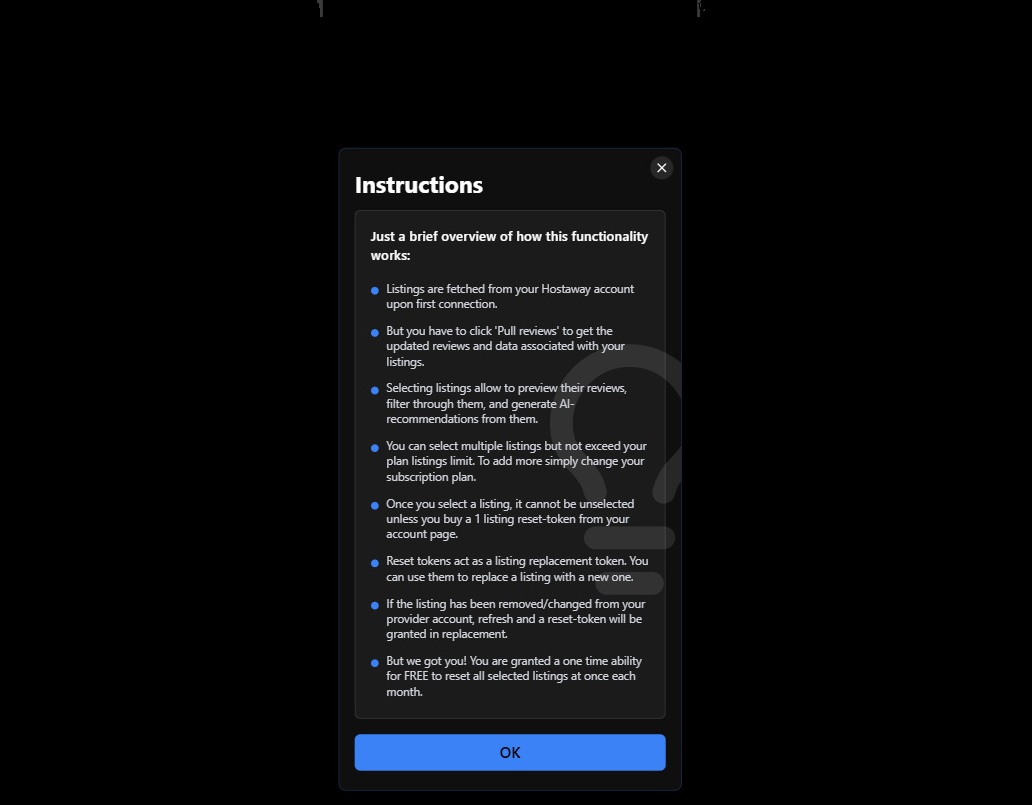 Instructions
Just a brief overview of how this functionality
works:
Listings are fetched from your Hostaway account
upon first connection.
But you have to click 'Pull reviews' to get the
updated reviews and data associated with your
listings.
Selecting listings allow to preview their reviews,
filter through them, and generate AI-
recommendations from them.
You can select multiple listings but not exceed your
plan listings limit. To add more simply change your
subscription plan.
Once you select a listing, it cannot be unselected
unless you buy a 1 listing reset-token from your
account page.
Reset tokens act as a listing replacement token. You
can use them to replace a listing with a new one.
If the listing has been removed/changed from your
provider account, refresh and a reset-token will be
granted in replacement.
But we got you! You are granted a one time ability
for FREE to reset all selected listings at once each
month.
OK